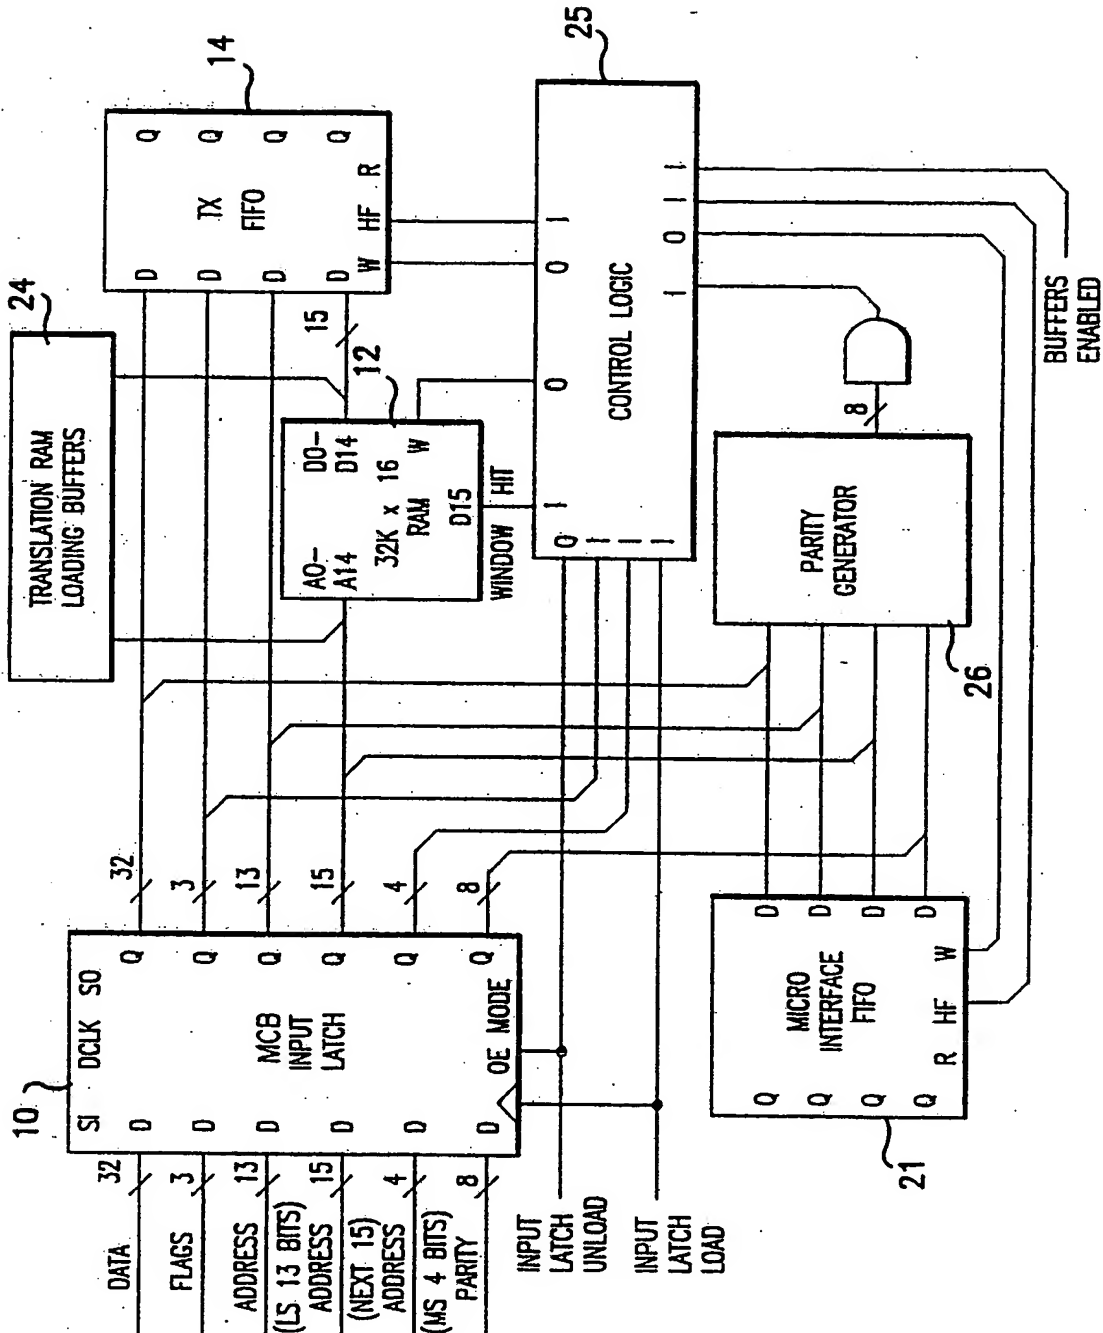 10
SI DCLK SO
MCB
INPUT
LATCH
OE MODE
D
D
D
D
D
D
Q
Q
Q
Q
Q
Q
DATA
FLAGS
ADDRESS
(LS 13 BITS)
ADDRESS
(NEXT 15)
ADDRESS
(MS 4 BITS)
PARITY
32
3
13
15
4
8
32
3
13
15
4
8
INPUT
LATCH
UNLOAD
INPUT
LATCH
LOAD
24
TRANSLATION RAM
LOADING BUFFERS
12
A0-
A14
D0-
D14
32K x 16
RAM
W
D15
WINDOW HIT
15
14
TX
FIFO
D
D
D
D
Q
Q
Q
Q
W HF R
25
CONTROL LOGIC
O
I
I
I
I
O
O
I
I
O
I
I
26
PARITY
GENERATOR
8
21
MICRO
INTERFACE
FIFO
Q
Q
Q
Q
D
D
D
D
R HF W
BUFFERS
ENABLED